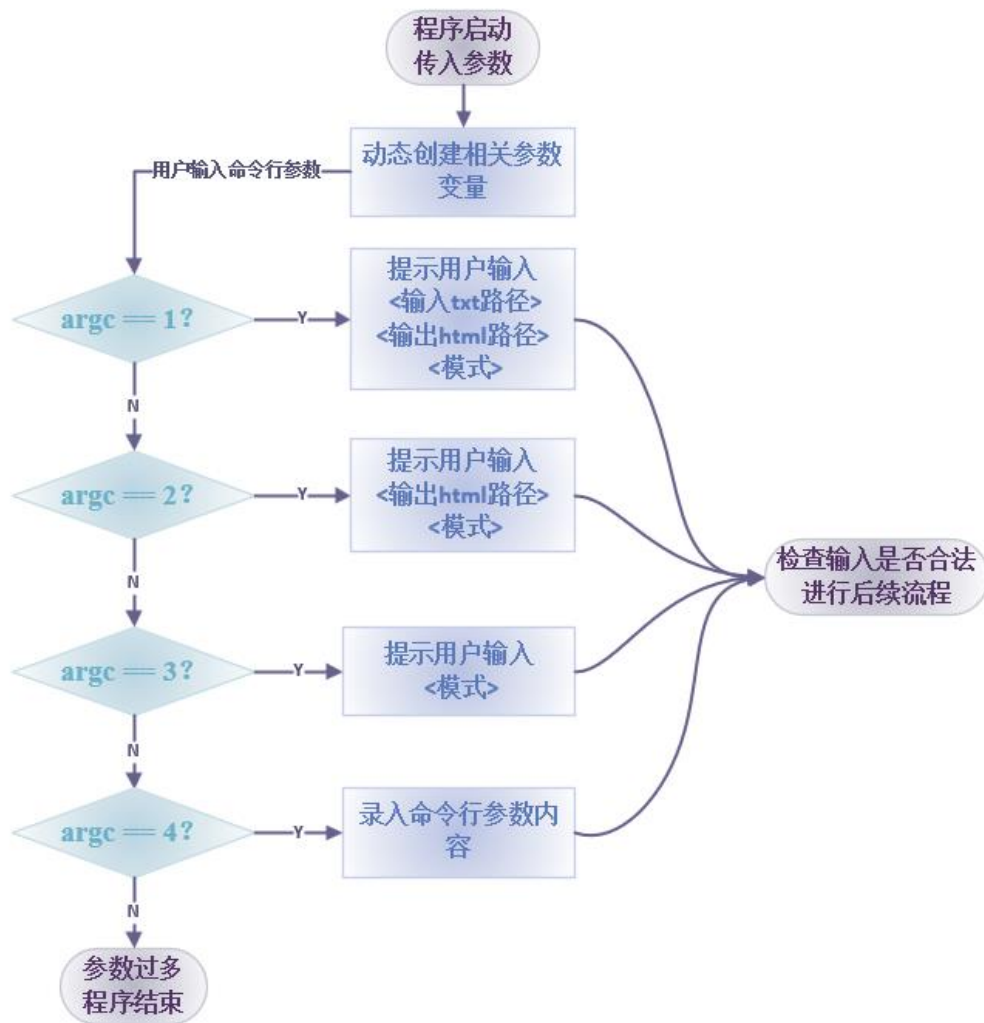 程序启动
传入参数
动态创建相关参数
变量
用户输入命令行参数
argc == 1?
Y
提示用户输入
<输入txt路径>
<输出html路径>
<模式>
N
argc == 2?
Y
提示用户输入
<输出html路径>
<模式>
检查输入是否合法
进行后续流程
N
argc == 3?
Y
提示用户输入
<模式>
N
argc == 4?
Y
录入命令行参数内
容
N
参数过多
程序结束